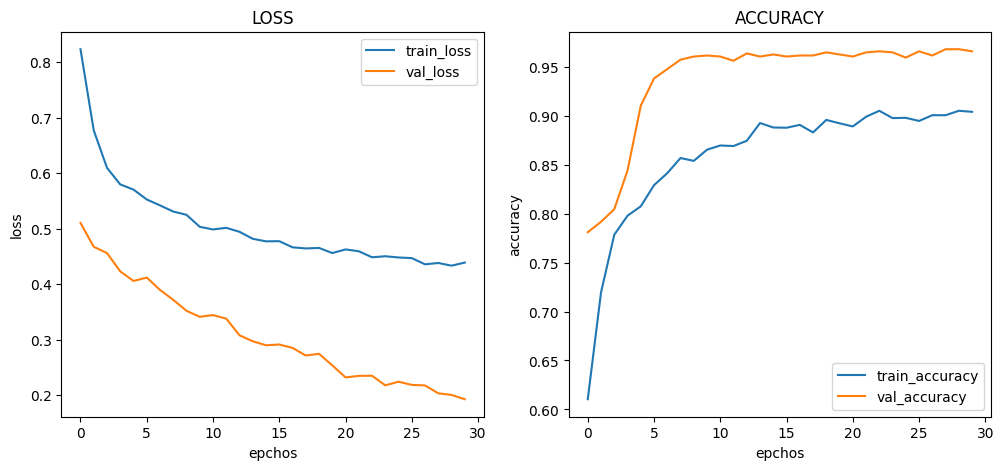 LOSS
train_loss
val_loss
loss
0.8
0.7
0.6
0.5
0.4
0.3
0.2
0
5
10
15
20
25
30
epchos
ACCURACY
accuracy
0.95
0.90
0.85
0.80
0.75
0.70
0.65
0.60
train_accuracy
val_accuracy
0
5
10
15
20
25
30
epchos